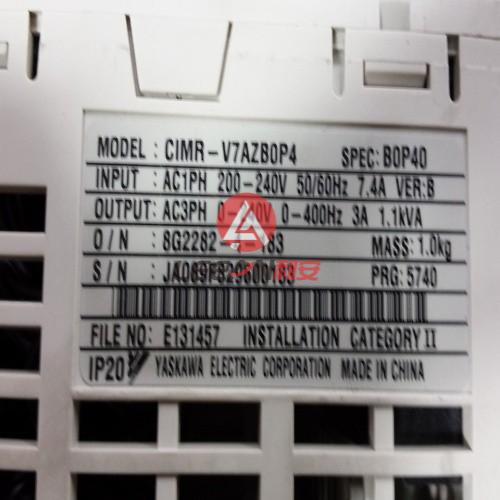 MODEL : CIMR-V7AZB0P4 SPEC: B0P40
INPUT : AC1PH 200-240V 50/60Hz 7.4A VER:B
OUTPUT: AC3PH 0-240V 0-400Hz 3A 1.1kVA
O/N : MASS: 1.0kg
S/N : PRG: 5740
FILE NO: E131457 INSTALLATION CATEGORY II
IP20 YASKAWA ELECTRIC CORPORATION MADE IN CHINA